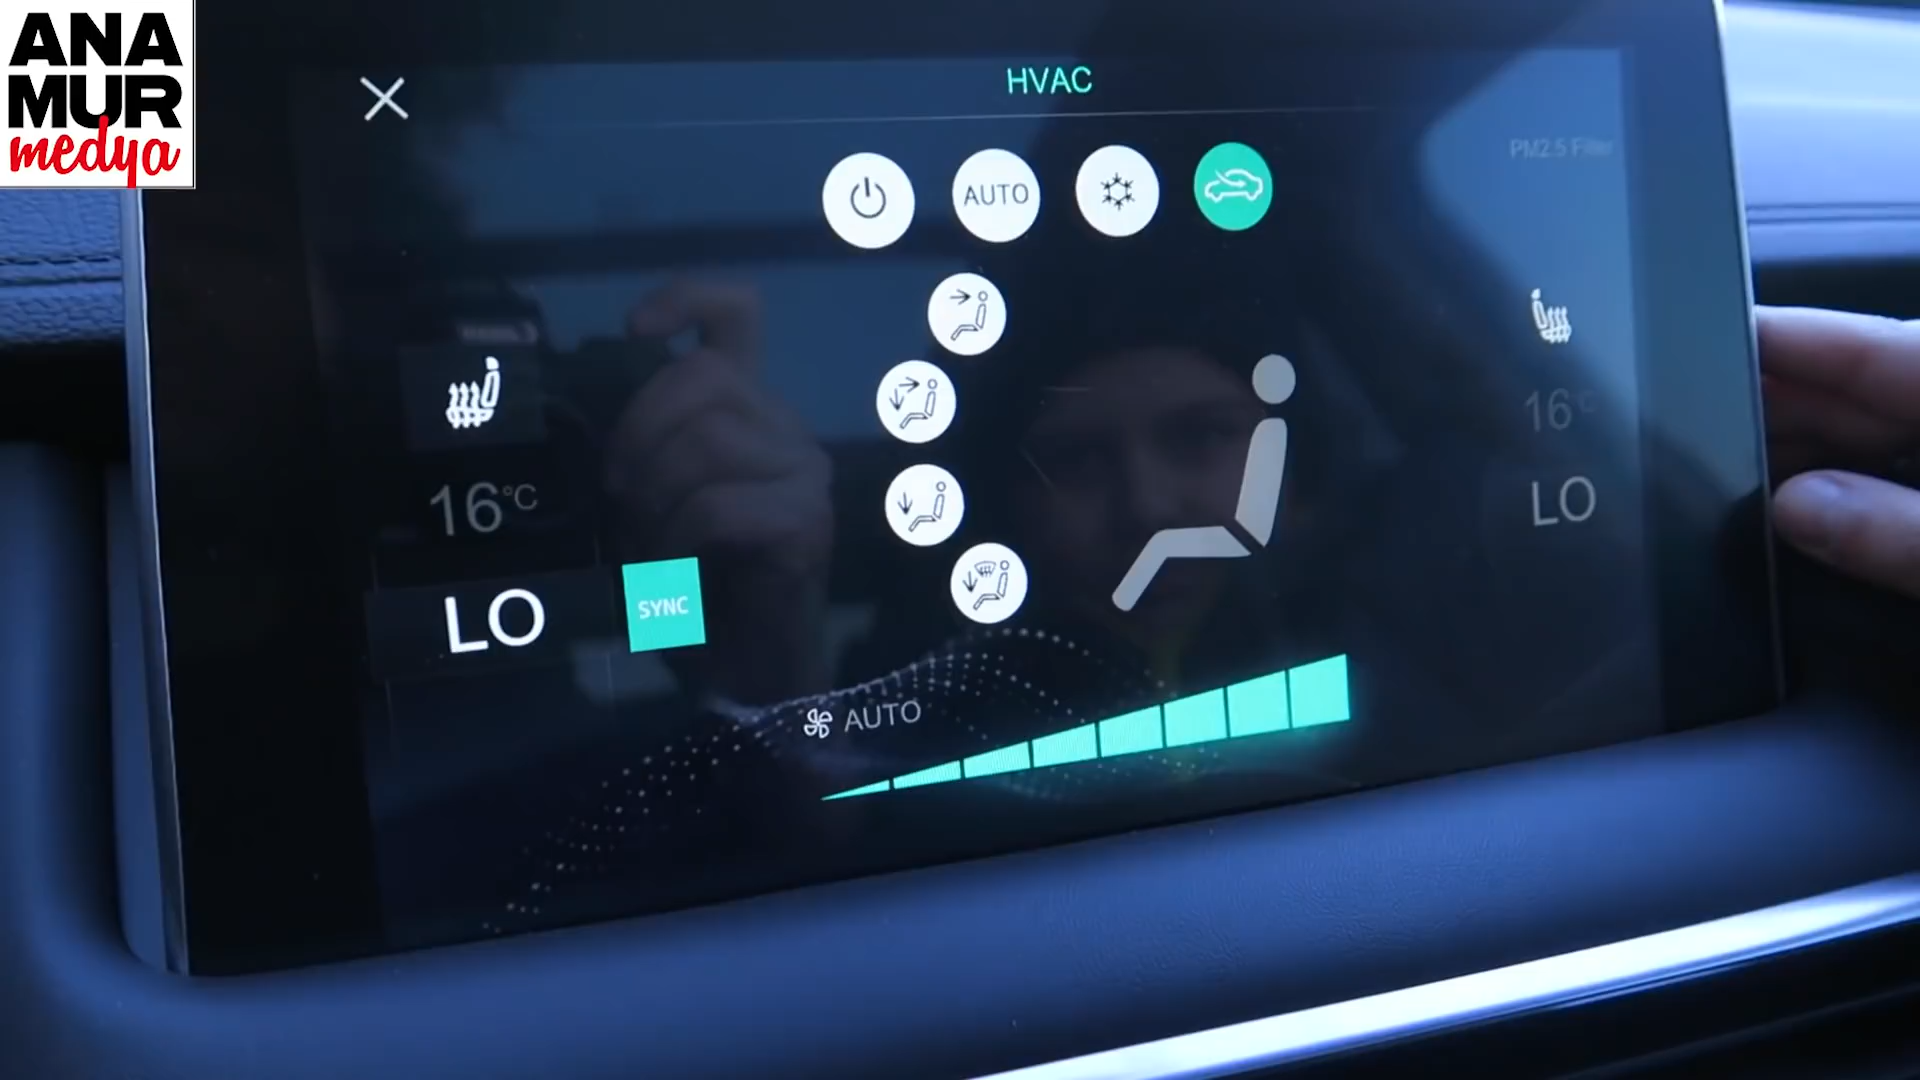 ANA
MUR
medya
HVAC
AUTO
PM2.5 Filter
16°C
LO
SYNC
16°C
LO
AUTO